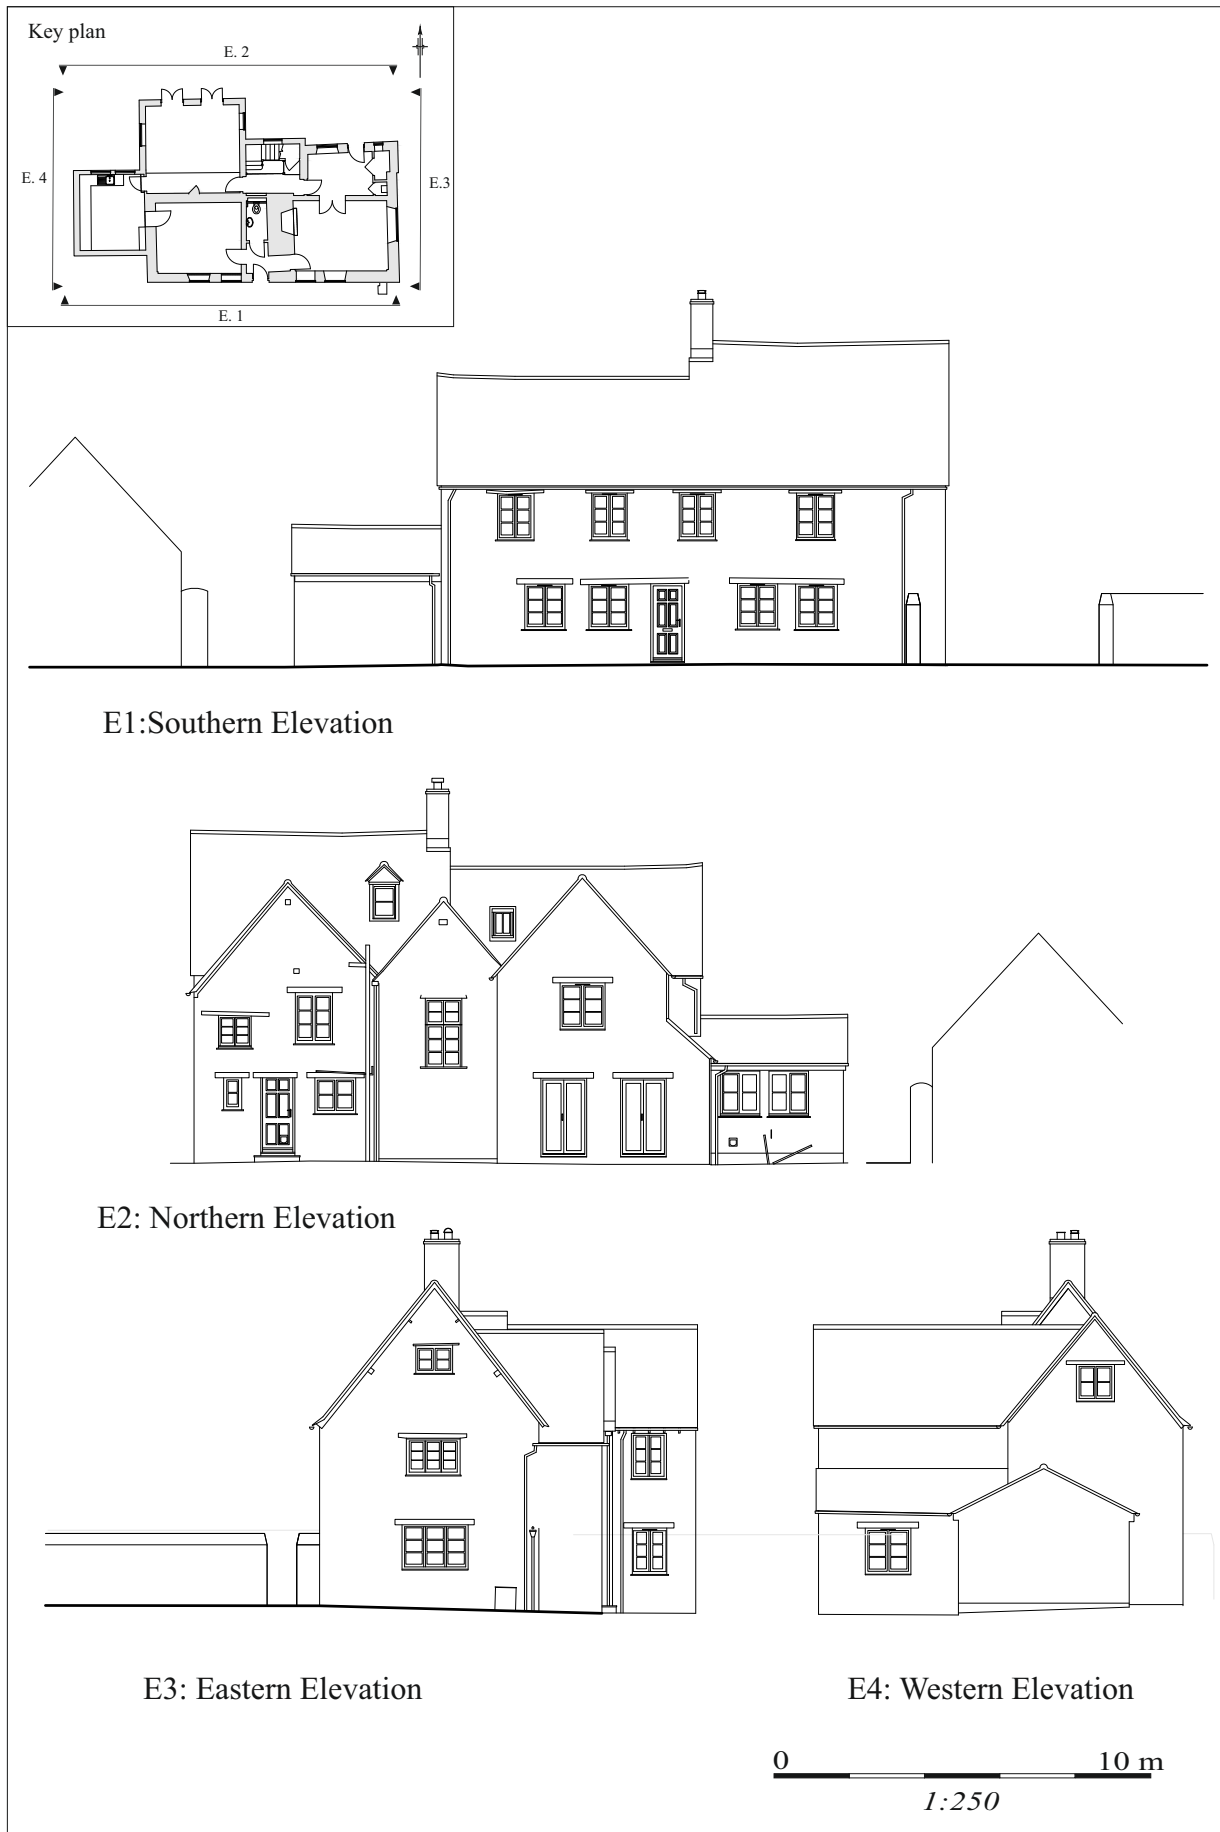 Key plan
E. 2
E. 4
E.3
E. 1
E1:Southern Elevation
E2: Northern Elevation
E3: Eastern Elevation
E4: Western Elevation
0 10 m
1:250